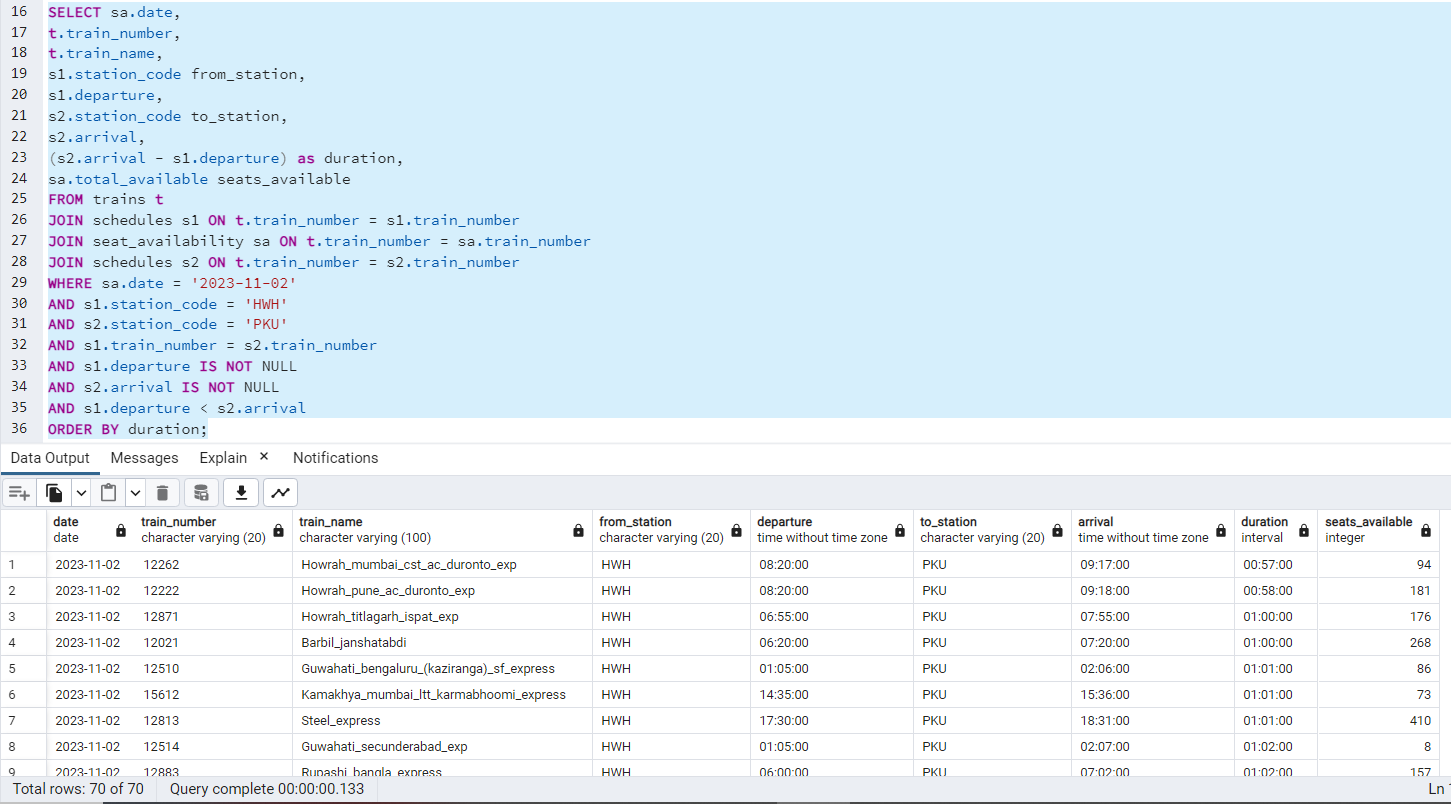 16 SELECT sa.date,
17 t.train_number,
18 t.train_name,
19 s1.station_code from_station,
20 s1.departure,
21 s2.station_code to_station,
22 s2.arrival,
23 (s2.arrival - s1.departure) as duration,
24 sa.total_available seats_available
25 FROM trains t
26 JOIN schedules s1 ON t.train_number = s1.train_number
27 JOIN seat_availability sa ON t.train_number = sa.train_number
28 JOIN schedules s2 ON t.train_number = s2.train_number
29 WHERE sa.date = '2023-11-02'
30 AND s1.station_code = 'HWH'
31 AND s2.station_code = 'PKU'
32 AND s1.train_number = s2.train_number
33 AND s1.departure IS NOT NULL
34 AND s2.arrival IS NOT NULL
35 AND s1.departure < s2.arrival
36 ORDER BY duration;
Data Output Messages Explain × Notifications
date train_number train_name from_station departure to_station arrival duration seats_available
date character varying (20) character varying (100) character varying (20) time without time zone character varying (20) time without time zone interval integer
1 2023-11-02 12262 Howrah_mumbai_cst_ac_duronto_exp HWH 08:20:00 PKU 09:17:00 00:57:00 94
2 2023-11-02 12222 Howrah_pune_ac_duronto_exp HWH 08:20:00 PKU 09:18:00 00:58:00 181
3 2023-11-02 12871 Howrah_titlagarh_ispat_exp HWH 06:55:00 PKU 07:55:00 01:00:00 176
4 2023-11-02 12021 Barbil_janshatabdi HWH 06:20:00 PKU 07:20:00 01:00:00 268
5 2023-11-02 12510 Guwahati_bengaluru_(kaziranga)_sf_express HWH 01:05:00 PKU 02:06:00 01:01:00 86
6 2023-11-02 15612 Kamakhya_mumbai_ltt_karmabhoomi_express HWH 14:35:00 PKU 15:36:00 01:01:00 73
7 2023-11-02 12813 Steel_express HWH 17:30:00 PKU 18:31:00 01:01:00 410
8 2023-11-02 12514 Guwahati_secunderabad_exp HWH 01:05:00 PKU 02:07:00 01:02:00 8
9 2023-11-02 12883 Rupashi_bangla_express HWH 06:00:00 PKU 07:02:00 01:02:00 157
Total rows: 70 of 70 Query complete 00:00:00.133 Ln